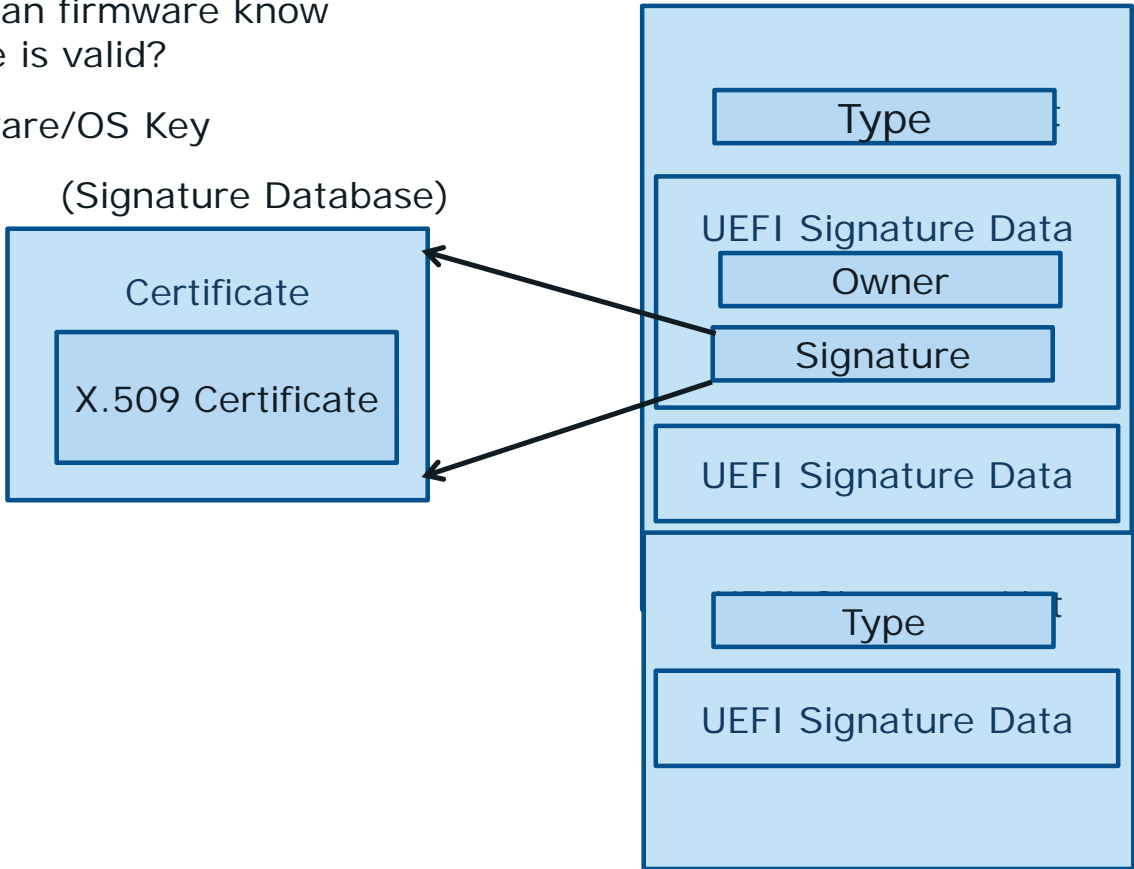 an firmware know
e is valid?
are/OS Key
(Signature Database)
Certificate
X.509 Certificate
Type
UEFI Signature Data
Owner
Signature
UEFI Signature Data
Type
UEFI Signature Data